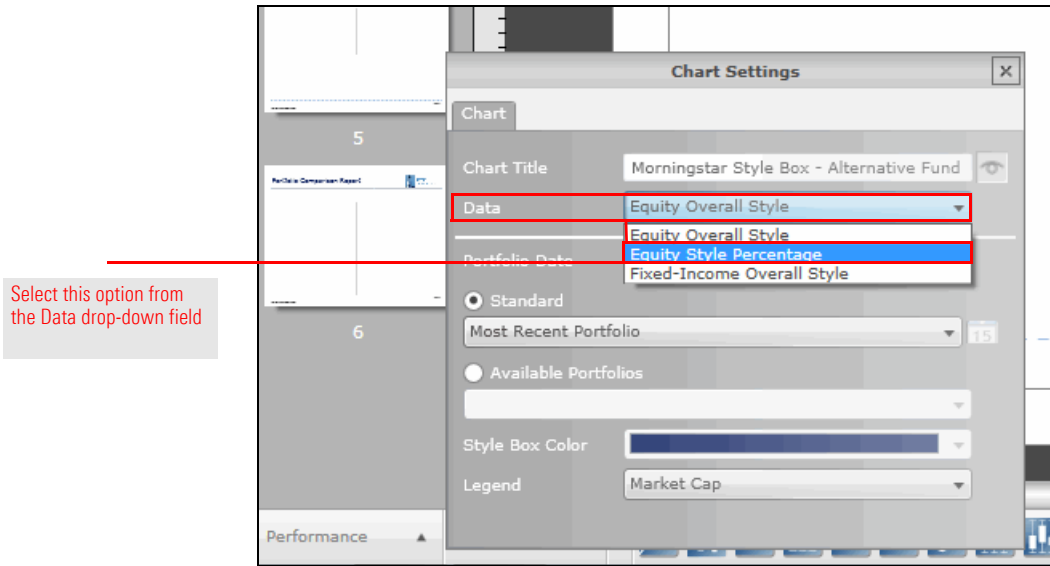 Chart Settings
Chart
5
Chart Title
Morningstar Style Box - Alternative Fund
Portfolio Comparison Report
Data
Equity Overall Style
Equity Overall Style
Equity Style Percentage
Portfolio Date
Fixed-Income Overall Style
Select this option from
the Data drop-down field
Standard
6
Most Recent Portfolio
15
Available Portfolios
Style Box Color
Legend
Market Cap
Performance